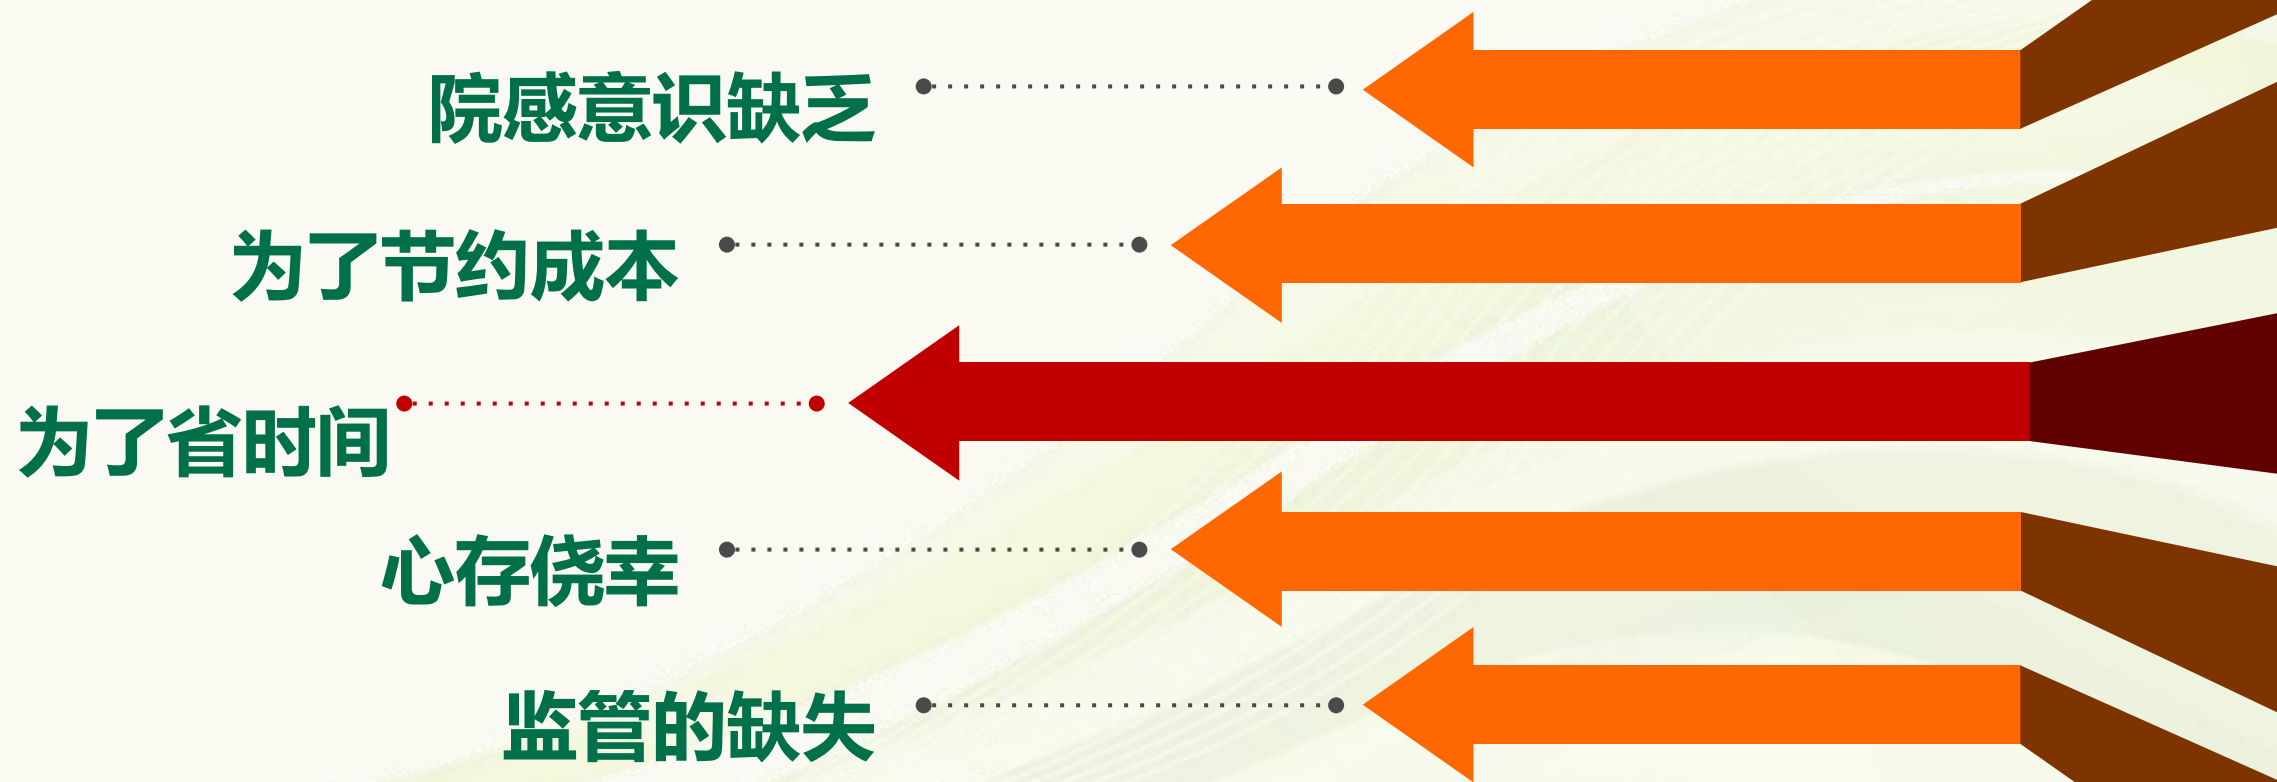 院感意识缺乏
为了节约成本
为了省时间
心存侥幸
监管的缺失